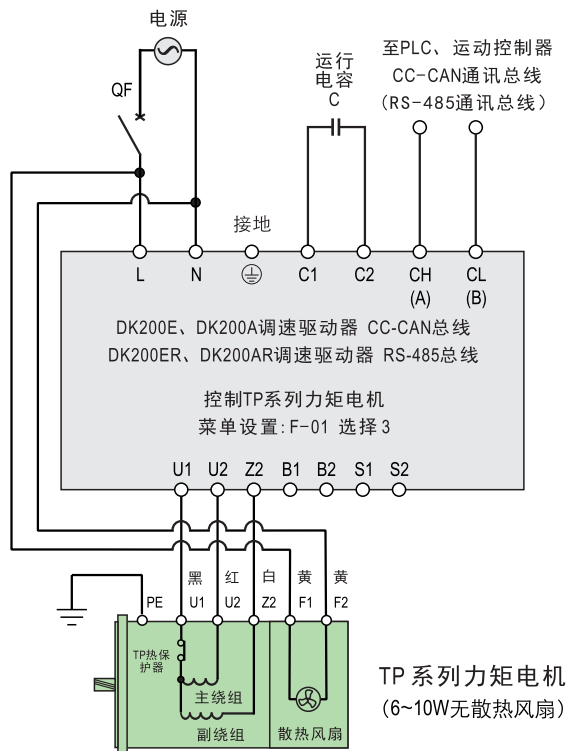 电源
QF
运行
电容
C
至PLC、运动控制器
CC-CAN通讯总线
(RS-485通讯总线)
接地
L N C1 C2 CH CL
(A) (B)
DK200E、DK200A调速驱动器 CC-CAN总线
DK200ER、DK200AR调速驱动器 RS-485总线
控制TP系列力矩电机
菜单设置:F-01 选择3
U1 U2 Z2 B1 B2 S1 S2
黑 红 白 黄 黄
PE U1 U2 Z2 F1 F2
TP热保
护器
主绕组
副绕组
散热风扇
TP系列力矩电机
(6~10W无散热风扇)